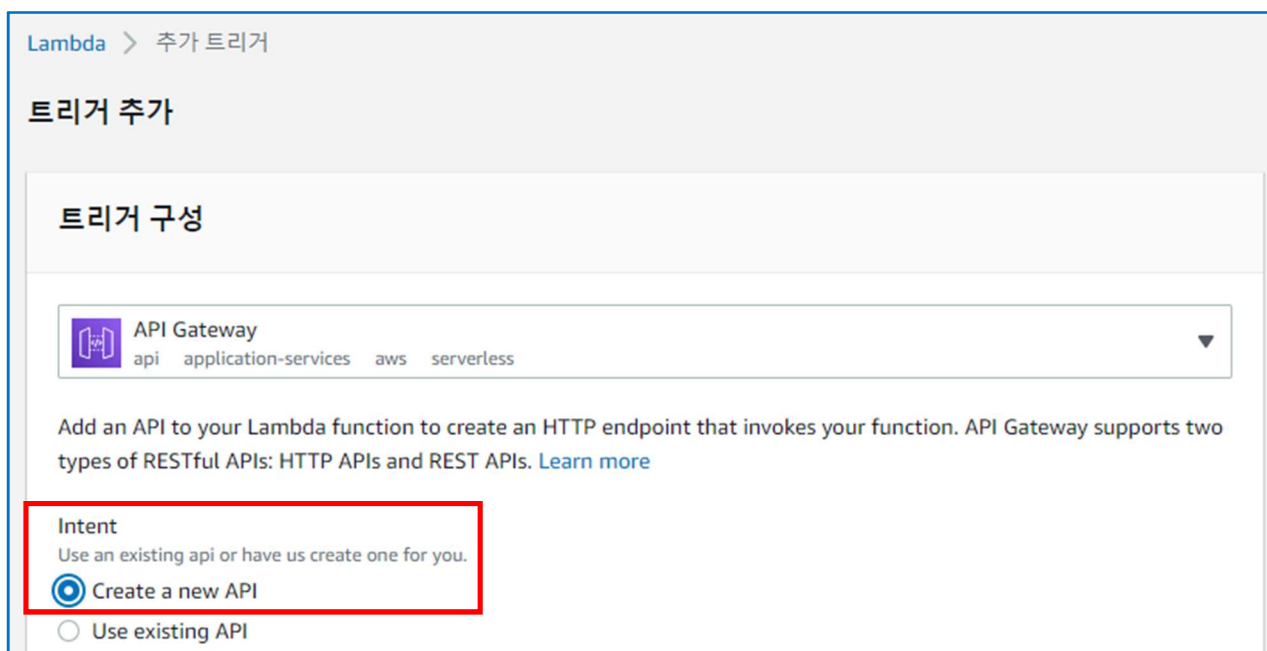 Lambda > 추가 트리거
트리거 추가
트리거 구성
API Gateway
api application-services aws serverless
Add an API to your Lambda function to create an HTTP endpoint that invokes your function. API Gateway supports two
types of RESTful APIs: HTTP APIs and REST APIs. Learn more
Intent
Use an existing api or have us create one for you.
Create a new API
Use existing API